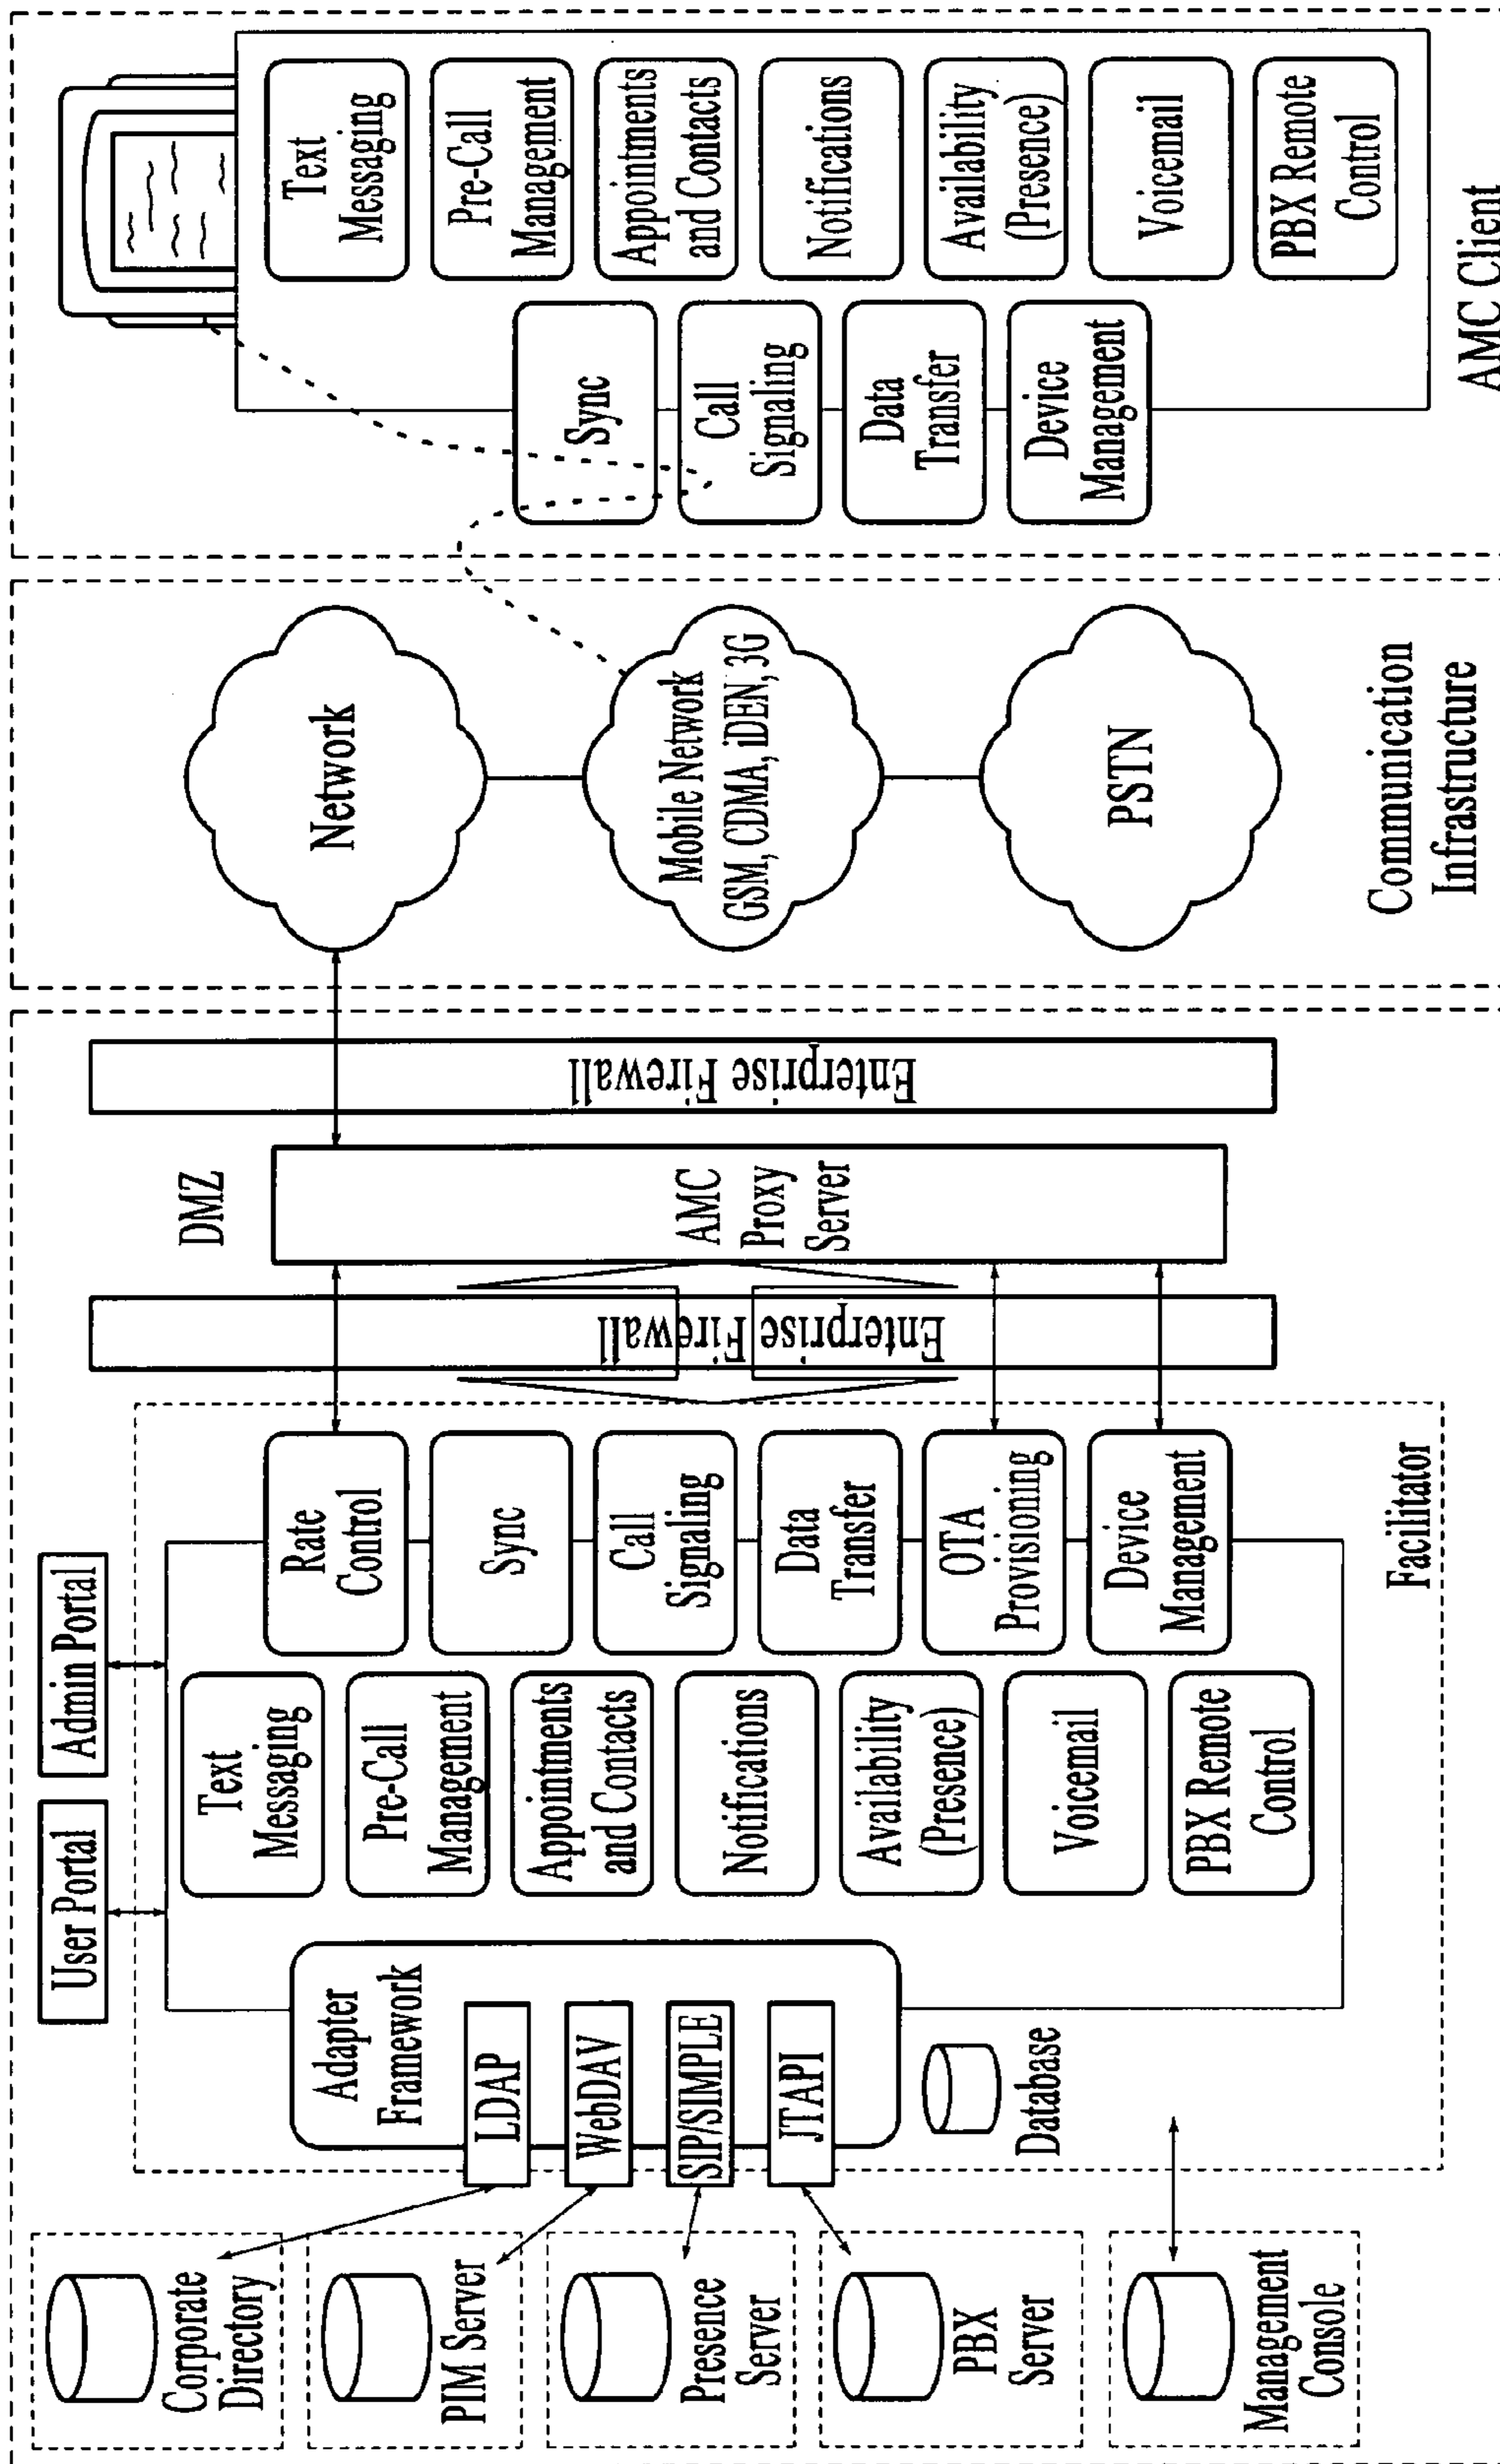 User Portal
Admin Portal
Corporate
Directory
PIM Server
Presence
Server
PBX
Server
Management
Console
Adapter
Framework
LDAP
WebDAV
SIP/SIMPLE
JTAPI
Database
Text
Messaging
Pre-Call
Management
Appointments
and Contacts
Notifications
Availability
(Presence)
Voicemail
PBX Remote
Control
Rate
Control
Sync
Call
Signaling
Data
Transfer
OTA
Provisioning
Device
Management
Facilitator
Enterprise Firewall
DMZ
AMC
Proxy
Server
Enterprise Firewall
Network
Mobile Network
GSM, CDMA, iDEN, 3G
PSTN
Communication
Infrastructure
Sync
Call
Signaling
Data
Transfer
Device
Management
Text
Messaging
Pre-Call
Management
Appointments
and Contacts
Notifications
Availability
(Presence)
Voicemail
PBX Remote
Control
AMC Client